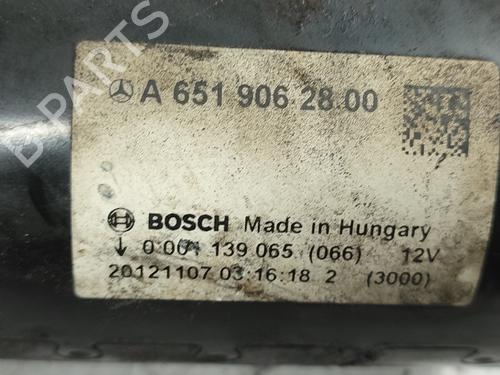 B-PARTS
A 651 906 28.00
BOSCH Made in Hungary
0 001 139 065 (066) 12V
20121107 03:16:18 2 (3000)